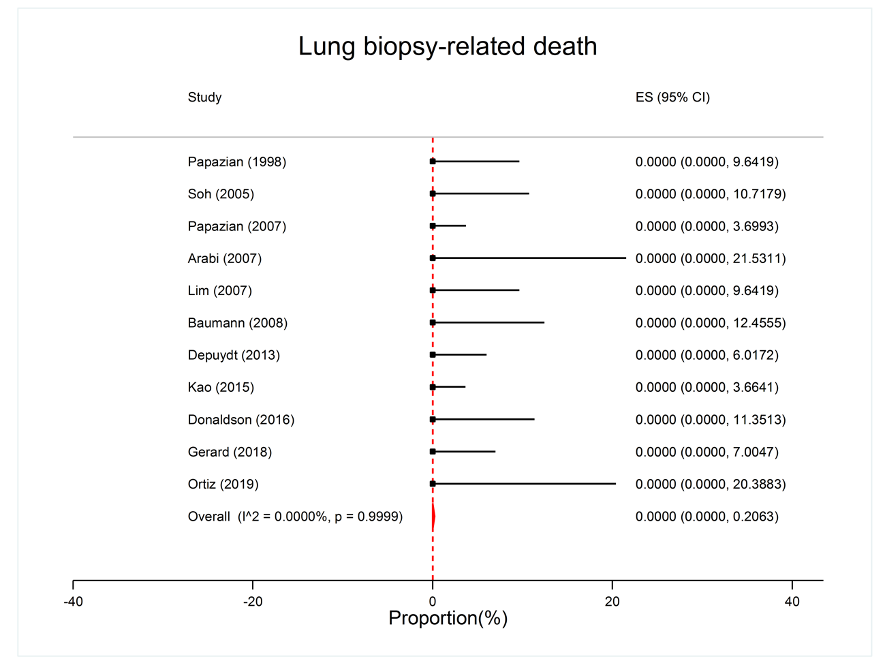 Lung biopsy-related death
Study ES (95% CI)
Papazian (1998) 0.0000 (0.0000, 9.6419)
Soh (2005) 0.0000 (0.0000, 10.7179)
Papazian (2007) 0.0000 (0.0000, 3.6993)
Arabi (2007) 0.0000 (0.0000, 21.5311)
Lim (2007) 0.0000 (0.0000, 9.6419)
Baumann (2008) 0.0000 (0.0000, 12.4555)
Depuydt (2013) 0.0000 (0.0000, 6.0172)
Kao (2015) 0.0000 (0.0000, 3.6641)
Donaldson (2016) 0.0000 (0.0000, 11.3513)
Gerard (2018) 0.0000 (0.0000, 7.0047)
Ortiz (2019) 0.0000 (0.0000, 20.3883)
Overall (I^2 = 0.0000%, p = 0.9999) 0.0000 (0.0000, 0.2063)
-40 -20 0 20 40
Proportion(%)